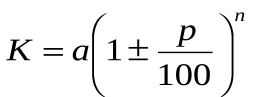 K = a(1 ± p/100)^n